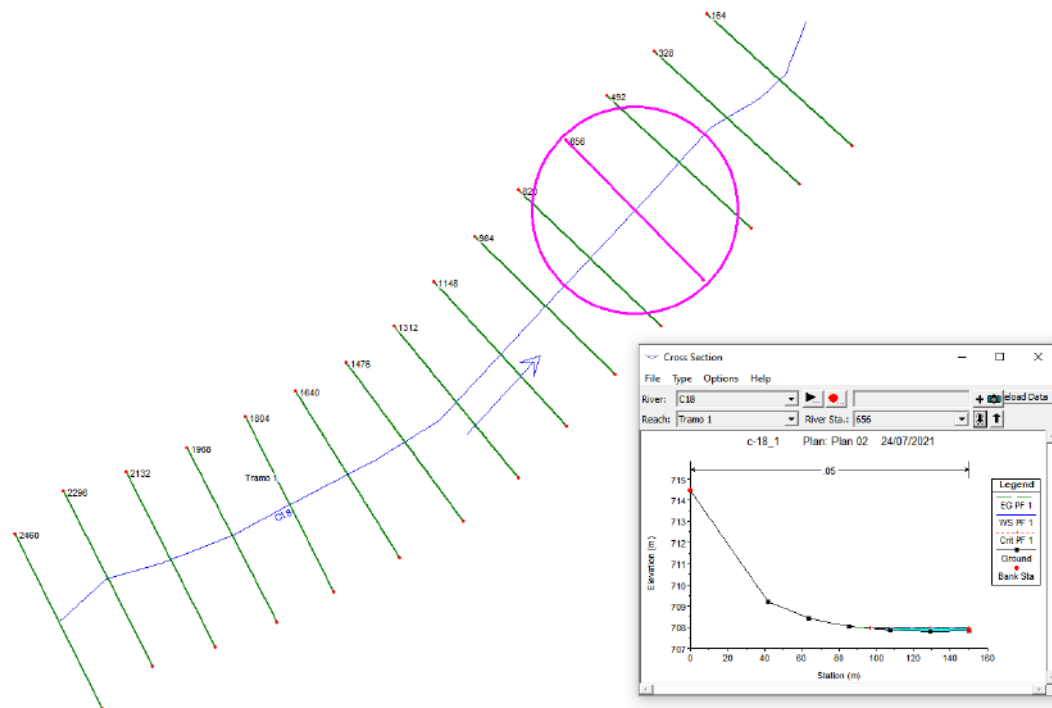 164
328
492
656
820
984
1148
1312
1476
1640
1804
1968
2132
2296
2460
Tramo 1
C18
Cross Section
File Type Options Help
River: C18 eload Data
Reach: Tramo 1 River Sta.: 656
c-18_1 Plan: Plan 02 24/07/2021
.05
Elevation (m)
715
714
713
712
711
710
709
708
707
0 20 40 60 80 100 120 140 160
Station (m)
Legend
EG PF 1
WS PF 1
Crit PF 1
Ground
Bank Sta